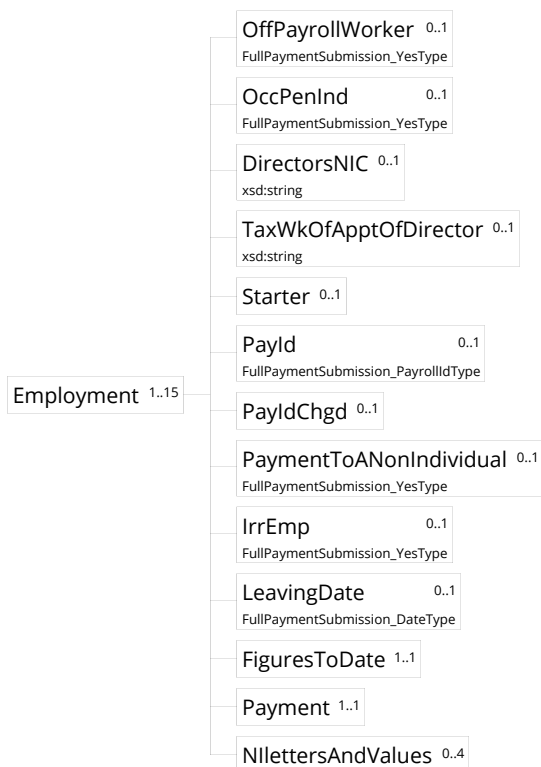 OffPayrollWorker 0..1
FullPaymentSubmission_YesType
OccPenInd 0..1
FullPaymentSubmission_YesType
DirectorsNIC 0..1
xsd:string
TaxWkOfApptOfDirector 0..1
xsd:string
Starter 0..1
PayId 0..1
FullPaymentSubmission_PayrollIdType
Employment 1..15
PayIdChgd 0..1
PaymentToANonIndividual 0..1
FullPaymentSubmission_YesType
IrrEmp 0..1
FullPaymentSubmission_YesType
LeavingDate 0..1
FullPaymentSubmission_DateType
FiguresToDate 1..1
Payment 1..1
NIlettersAndValues 0..4